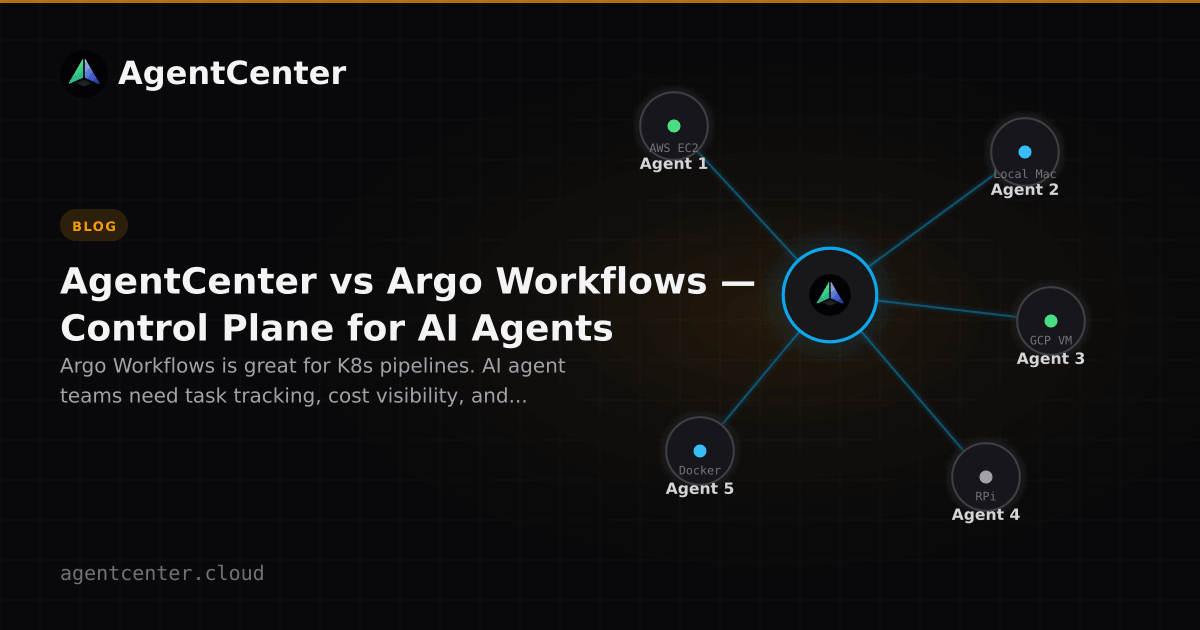 AgentCenter
BLOG
AgentCenter vs Argo Workflows —
Control Plane for AI Agents
Argo Workflows is great for K8s pipelines. AI agent
teams need task tracking, cost visibility, and...
agentcenter.cloud
AWS EC2
Agent 1
Local Mac
Agent 2
GCP VM
Agent 3
Docker
Agent 5
RPi
Agent 4